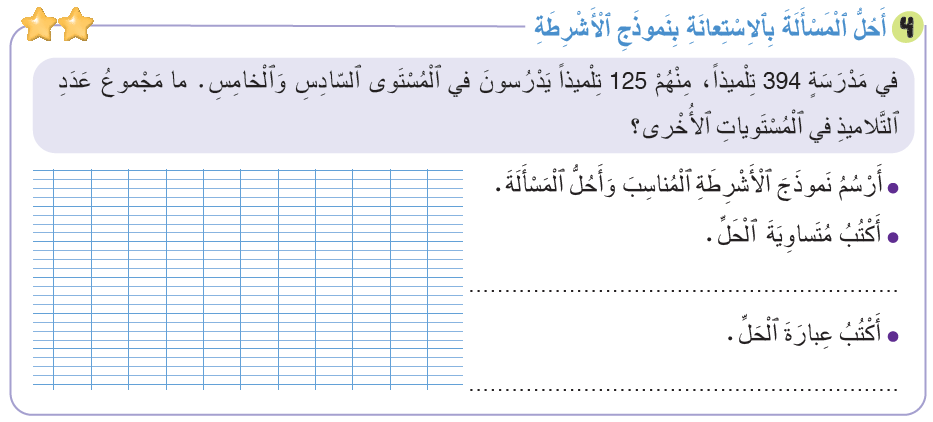 4 أَحُلُّ ٱلْمَسْأَلَةَ بِٱلِاسْتِعانَةِ بِنَموذَجِ ٱلْأَشْرِطَةِ
في مَدْرَسَةٍ 394 تِلْميذاً، مِنْهُمْ 125 تِلْميذاً يَدْرُسونَ في ٱلْمُسْتَوى ٱلسّادِسِ وَٱلْخامِسِ. ما مَجْموعُ عَدَدِ
ٱلتَّلاميذِ في ٱلْمُسْتَوِياتِ ٱلْأُخْرى؟
• أَرْسُمُ نَموذَجَ ٱلْأَشْرِطَةِ ٱلْمُناسِبَ وَأَحُلُّ ٱلْمَسْأَلَةَ.
• أَكْتُبُ مُتَساوِيَةَ ٱلْحَلِّ.
• أَكْتُبُ عِبارَةَ ٱلْحَلِّ.